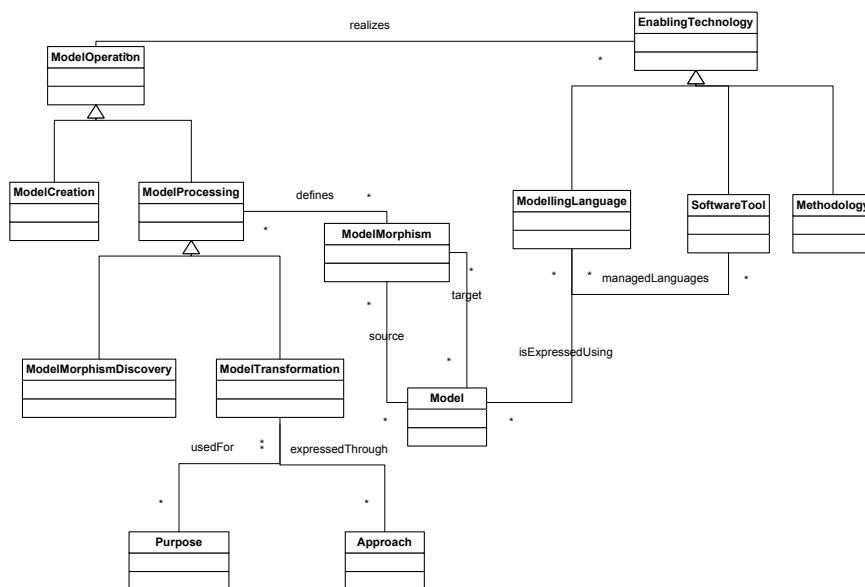 EnablingTechnology
realizes
ModelOperation
*
*
ModelCreation
ModelProcessing
defines
*
ModellingLanguage
SoftwareTool
Methodology
*
ModelMorphism
*
*
*
managedLanguages
*
*
target
source
isExpressedUsing
*
ModelMorphismDiscovery
ModelTransformation
Model
*
*
usedFor
*
*
expressedThrough
*
*
Purpose
Approach